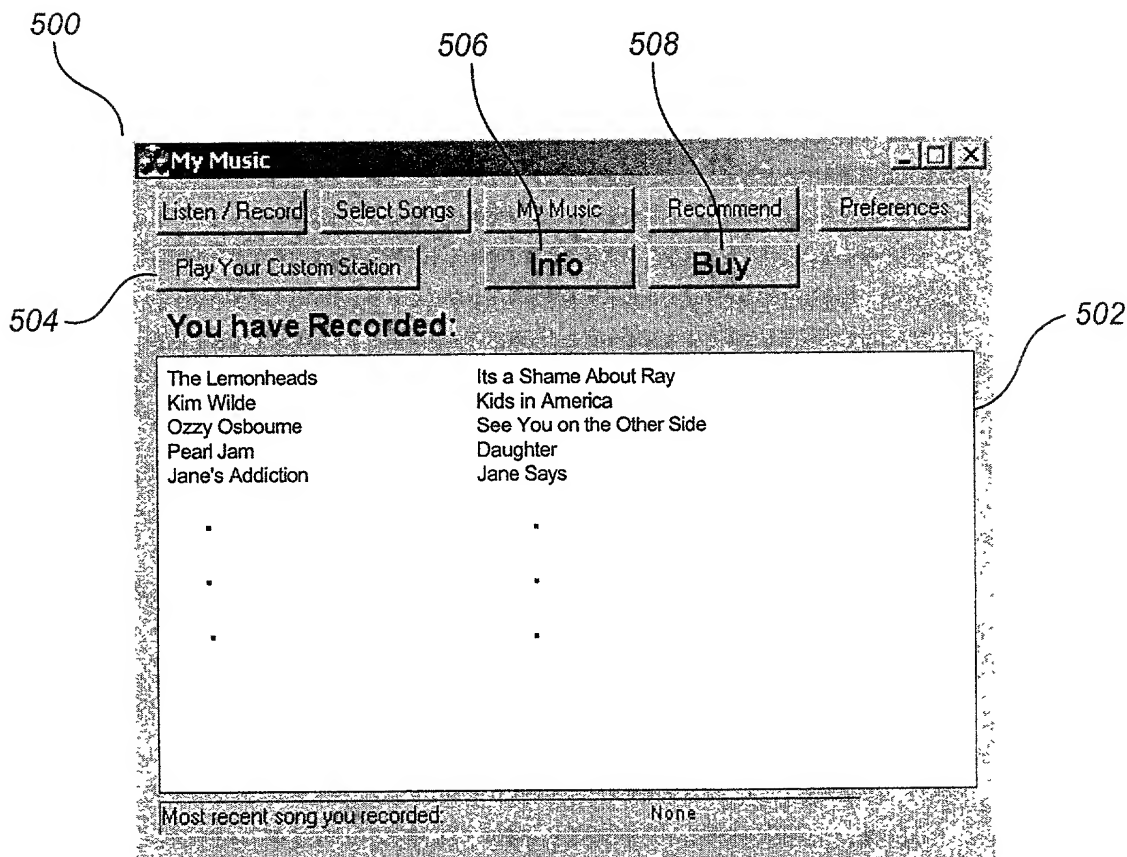 500
506
508
My Music
Listen / Record Select Songs My Music Recommend Preferences
Play Your Custom Station Info Buy
504
502
You have Recorded:
The Lemonheads Its a Shame About Ray
Kim Wilde Kids in America
Ozzy Osbourne See You on the Other Side
Pearl Jam Daughter
Jane's Addiction Jane Says
Most recent song you recorded: None